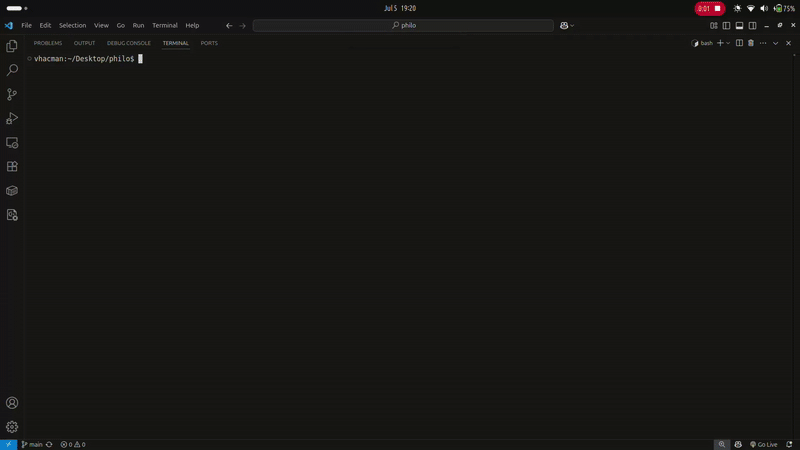 Jul 5 19:20
0:01
75%
File Edit Selection View Go Run Terminal Help
philo
PROBLEMS OUTPUT DEBUG CONSOLE TERMINAL PORTS
bash
vhacman:~/Desktop/philo$
main
0 0
Go Live